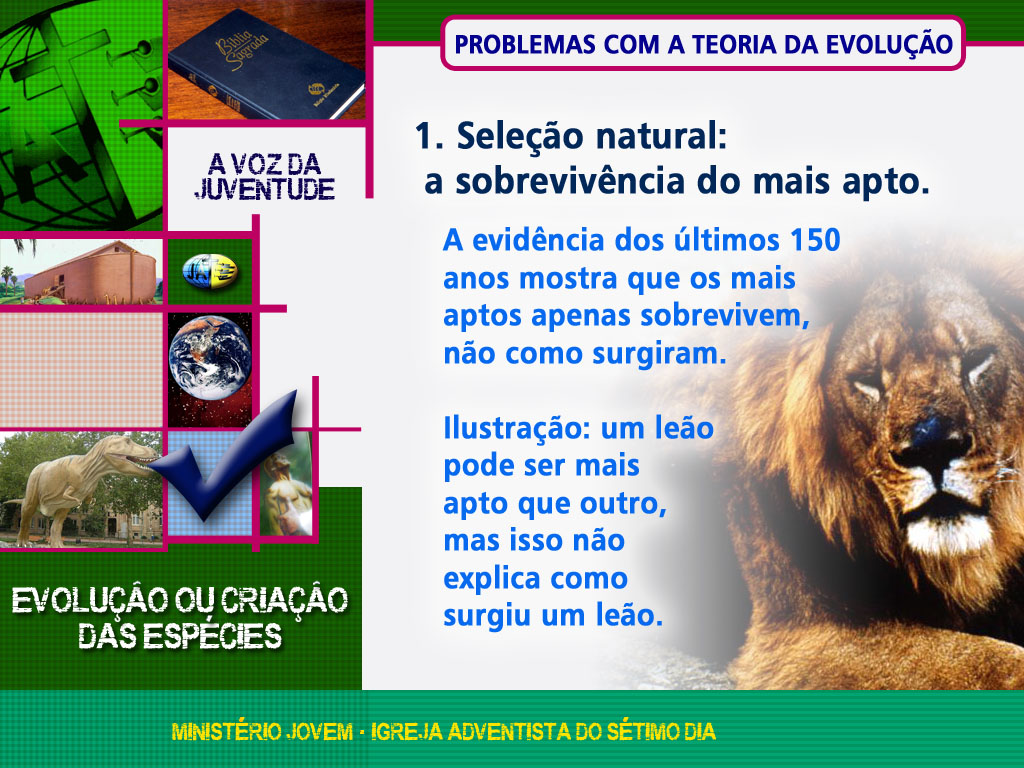 PROBLEMAS COM A TEORIA DA EVOLUÇÃO
Bíblia
Sagrada
A VOZ DA
JUVENTUDE
1. Seleção natural:
a sobrevivência do mais apto.
A evidência dos últimos 150
anos mostra que os mais
aptos apenas sobrevivem,
não como surgiram.
Ilustração: um leão
pode ser mais
apto que outro,
mas isso não
explica como
surgiu um leão.
EVOLUÇÃO OU CRIAÇÃO
DAS ESPÉCIES
MINISTÉRIO JOVEM - IGREJA ADVENTISTA DO SÉTIMO DIA